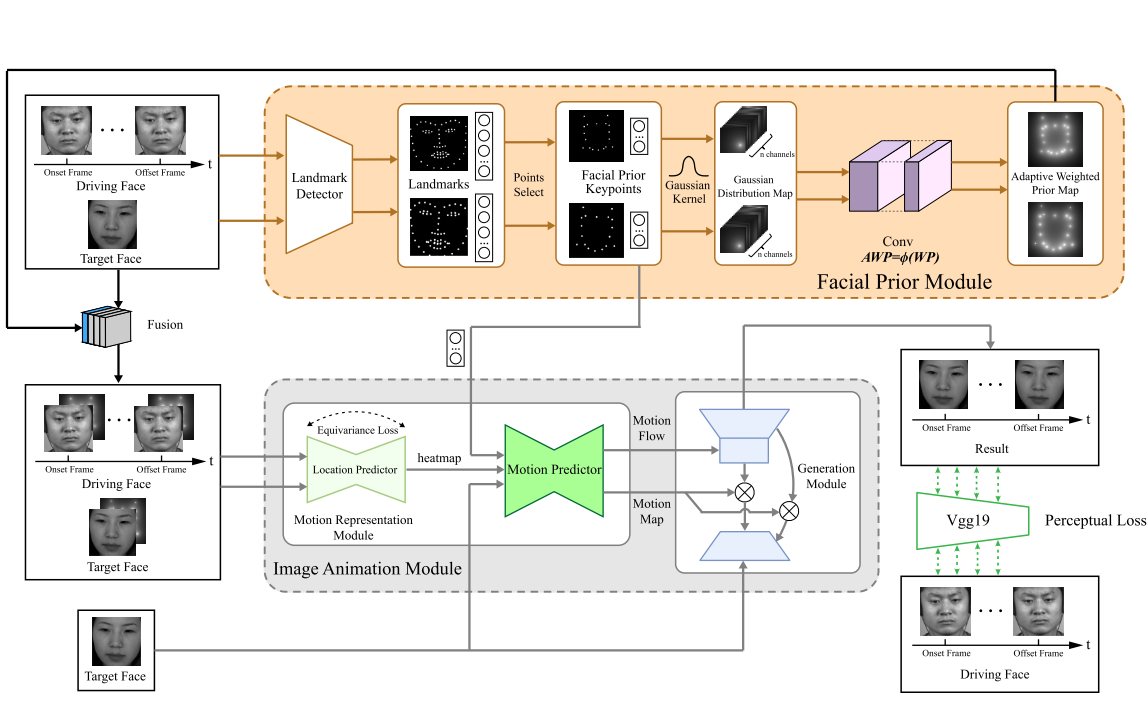 Onset Frame
Offset Frame
t
Driving Face
Target Face
Landmark
Detector
Landmarks
Points
Select
Facial Prior
Keypoints
Gaussian
Kernel
n channels
Gaussian
Distribution Map
n channels
Conv
AWP=ϕ(WP)
Adaptive Weighted
Prior Map
Facial Prior Module
Fusion
Onset Frame
Offset Frame
t
Driving Face
Target Face
Equivariance Loss
Location Predictor
heatmap
Motion Representation
Module
Motion Predictor
Image Animation Module
Motion
Flow
Motion
Map
Generation
Module
Onset Frame
Offset Frame
t
Result
Vgg19
Perceptual Loss
Onset Frame
Offset Frame
t
Driving Face
Target Face